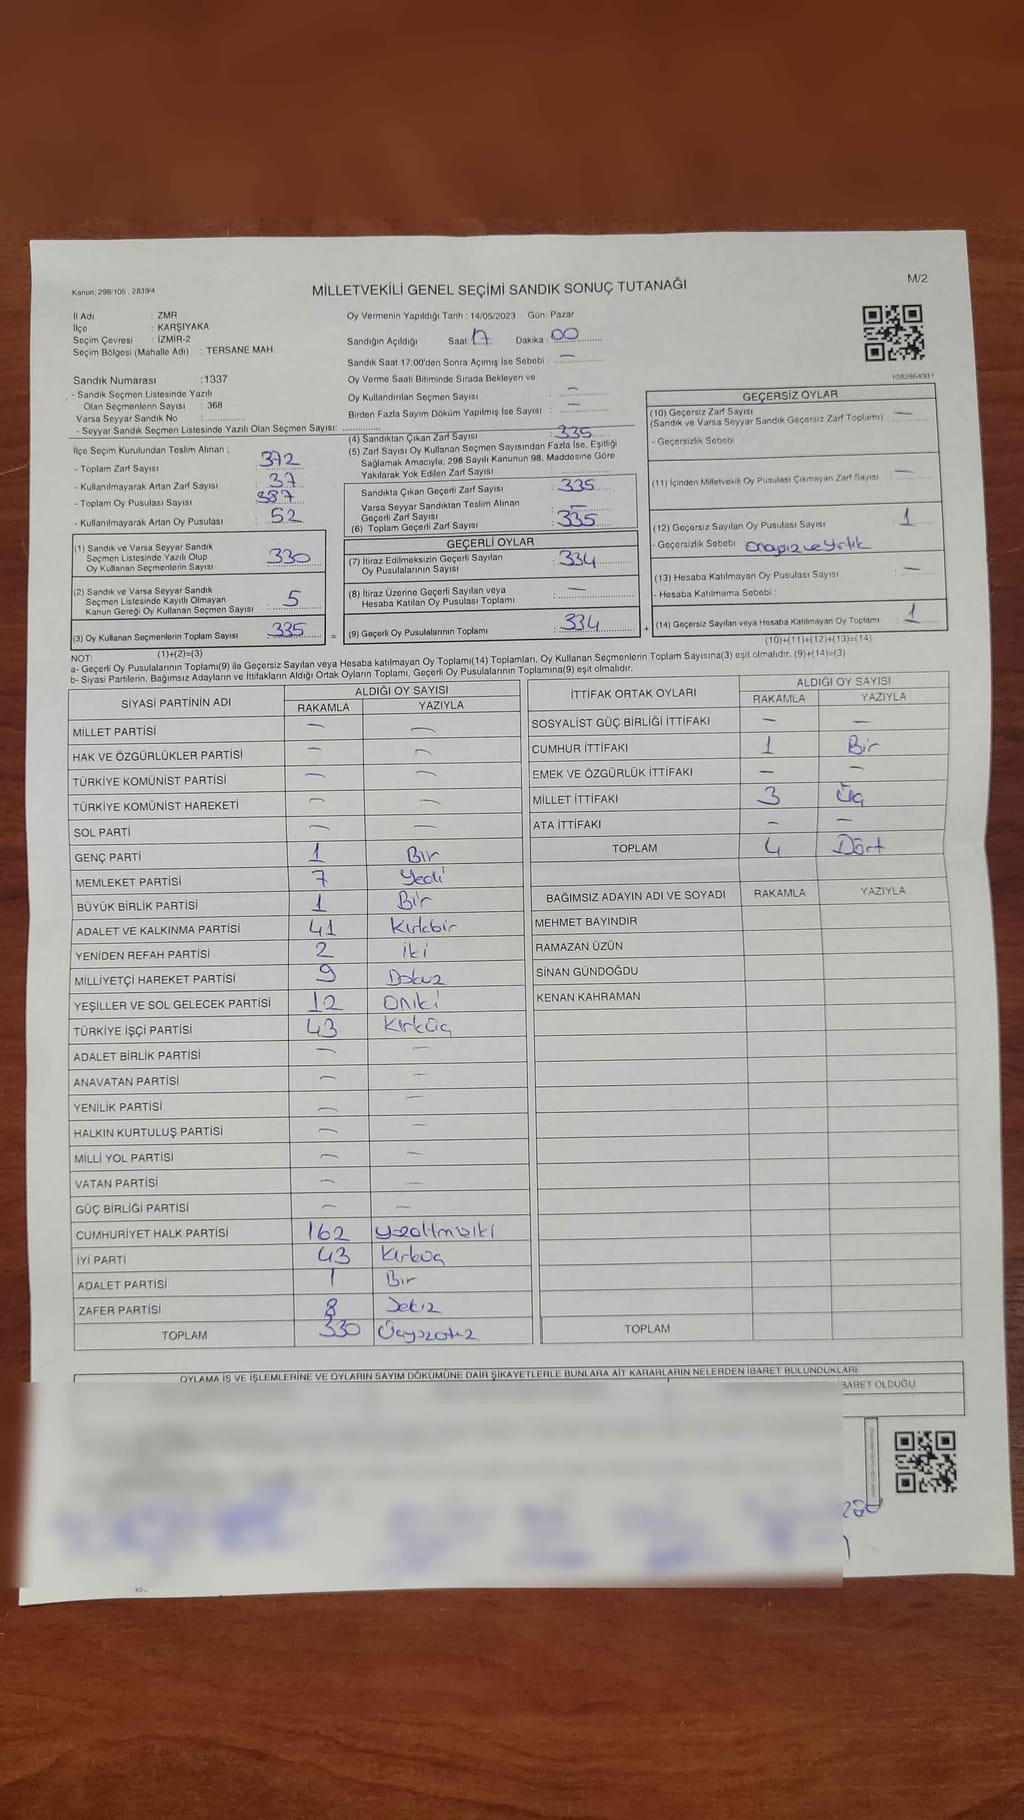 Kanun: 298/105 , 2839/4
MİLLETVEKİLİ GENEL SEÇİMİ SANDIK SONUÇ TUTANAĞI
M/2
İl Adı : ZMR
İlçe : KARŞIYAKA
Seçim Çevresi : İZMİR-2
Seçim Bölgesi (Mahalle Adı) : TERSANE MAH.
Oy Vermenin Yapıldığı Tarih : 14/05/2023 Gün: Pazar
Sandığın Açıldığı Saat: 17 Dakika : 00
Sandık Saat 17:00'den Sonra Açımış İse Sebebi : —
Oy Verme Saati Bitiminde Sırada Bekleyen ve
Oy Kullandırılan Seçmen Sayısı : —
Birden Fazla Sayım Döküm Yapılmış İse Sayısı : —
1083864931
Sandık Numarası :1337
- Sandık Seçmen Listesinde Yazılı
Olan Seçmenlerin Sayısı : 368
Varsa Seyyar Sandık No :
- Seyyar Sandık Seçmen Listesinde Yazılı Olan Seçmen Sayısı:
İlçe Seçim Kurulundan Teslim Alınan :
- Toplam Zarf Sayısı : 372
- Kullanılmayarak Artan Zarf Sayısı : 37
- Toplam Oy Pusulası Sayısı : 387
- Kullanılmayarak Artan Oy Pusulası : 52
(1) Sandık ve Varsa Seyyar Sandık
Seçmen Listesinde Yazılı Olup
Oy Kullanan Seçmenlerin Sayısı : 330
(2) Sandık ve Varsa Seyyar Sandık
Seçmen Listesinde Kayıtlı Olmayan
Kanun Gereği Oy Kullanan Seçmen Sayısı : 5
(3) Oy Kullanan Seçmenlerin Toplam Sayısı : 335
(1)+(2)=(3)
(4) Sandıktan Çıkan Zarf Sayısı : 335
(5) Zarf Sayısı Oy Kullanan Seçmen Sayısından Fazla İse, Eşitliği
Sağlamak Amacıyla; 298 Sayılı Kanunun 98. Maddesine Göre
Yakılarak Yok Edilen Zarf Sayısı :
Sandıkta Çıkan Geçerli Zarf Sayısı : 335
Varsa Seyyar Sandıktan Teslim Alınan
Geçerli Zarf Sayısı : —
(6) Toplam Geçerli Zarf Sayısı : 335
GEÇERLİ OYLAR
(7) İtiraz Edilmeksizin Geçerli Sayılan
Oy Pusulalarının Sayısı : 334
(8) İtiraz Üzerine Geçerli Sayılan veya
Hesaba Katılan Oy Pusulası Toplamı : —
= (9) Geçerli Oy Pusulalarının Toplamı : 334
GEÇERSİZ OYLAR
(10) Geçersiz Zarf Sayısı : —
(Sandık ve Varsa Seyyar Sandık Geçersiz Zarf Toplamı)
- Geçersizlik Sebebi :
(11) İçinden Milletvekili Oy Pusulası Çıkmayan Zarf Sayısı : —
(12) Geçersiz Sayılan Oy Pusulası Sayısı : 1
- Geçersizlik Sebebi : onaysız ve yırtık
(13) Hesaba Katılmayan Oy Pusulası Sayısı : —
- Hesaba Katılmama Sebebi :
+ (14) Geçersiz Sayılan veya Hesaba Katılmayan Oy Toplamı : 1
(10)+(11)+(12)+(13)=(14)
NOT:
a- Geçerli Oy Pusulalarının Toplamı(9) ile Geçersiz Sayılan veya Hesaba katılmayan Oy Toplamı(14) Toplamları, Oy Kullanan Seçmenlerin Toplam Sayısına(3) eşit olmalıdır. (9)+(14)=(3)
b- Siyasi Partilerin, Bağımsız Adayların ve İttifakların Aldığı Ortak Oyların Toplamı, Geçerli Oy Pusulalarının Toplamına(9) eşit olmalıdır.
SİYASİ PARTİNİN ADI
ALDIĞI OY SAYISI
RAKAMLA YAZIYLA
MİLLET PARTİSİ — —
HAK VE ÖZGÜRLÜKLER PARTİSİ — —
TÜRKİYE KOMÜNİST PARTİSİ — —
TÜRKİYE KOMÜNİST HAREKETİ — —
SOL PARTİ — —
GENÇ PARTİ 1 Bir
MEMLEKET PARTİSİ 7 Yedi
BÜYÜK BİRLİK PARTİSİ 1 Bir
ADALET VE KALKINMA PARTİSİ 41 Kırkbir
YENİDEN REFAH PARTİSİ 2 iki
MİLLİYETÇİ HAREKET PARTİSİ 9 Dokuz
YEŞİLLER VE SOL GELECEK PARTİSİ 12 Oniki
TÜRKİYE İŞÇİ PARTİSİ 43 Kırküç
ADALET BİRLİK PARTİSİ — —
ANAVATAN PARTİSİ — —
YENİLİK PARTİSİ — —
HALKIN KURTULUŞ PARTİSİ — —
MİLLİ YOL PARTİSİ — —
VATAN PARTİSİ — —
GÜÇ BİRLİĞİ PARTİSİ — —
CUMHURİYET HALK PARTİSİ 162 yüzaltmışiki
İYİ PARTİ 43 Kırküç
ADALET PARTİSİ 1 Bir
ZAFER PARTİSİ 8 Sekiz
TOPLAM 330 Üçyüzotuz
İTTİFAK ORTAK OYLARI
ALDIĞI OY SAYISI
RAKAMLA YAZIYLA
SOSYALİST GÜÇ BİRLİĞİ İTTİFAKI — —
CUMHUR İTTİFAKI 1 Bir
EMEK VE ÖZGÜRLÜK İTTİFAKI — —
MİLLET İTTİFAKI 3 Üç
ATA İTTİFAKI — —
TOPLAM 4 Dört
BAĞIMSIZ ADAYIN ADI VE SOYADI RAKAMLA YAZIYLA
MEHMET BAYINDIR
RAMAZAN ÜZÜN
SİNAN GÜNDOĞDU
KENAN KAHRAMAN
TOPLAM
OYLAMA İŞ VE İŞLEMLERİNE VE OYLARIN SAYIM DÖKÜMÜNE DAİR ŞİKAYETLERLE BUNLARA AİT KARARLARIN NELERDEN İBARET BULUNDUKLARI
BARET OLDUĞU